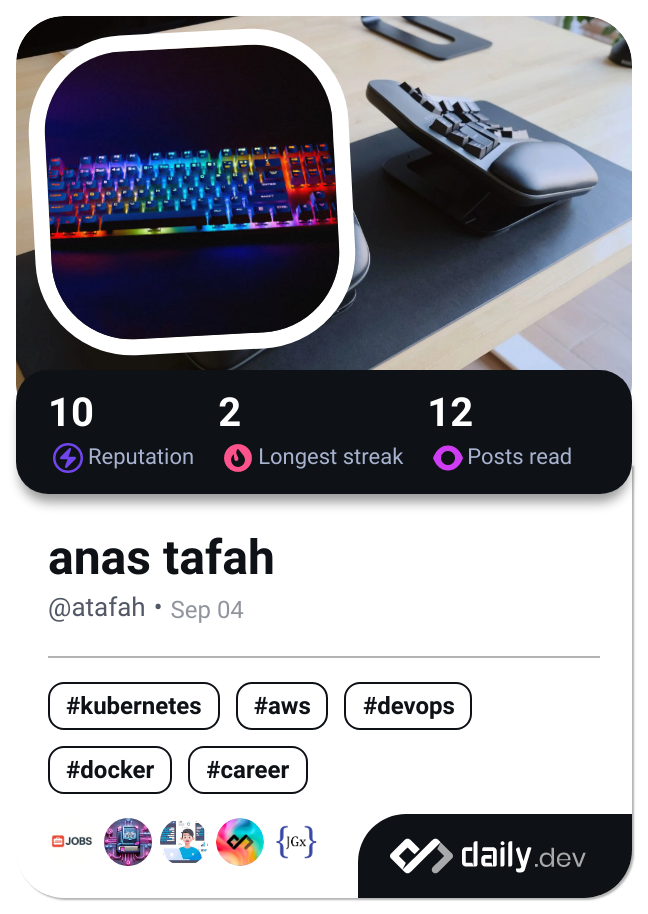 10 2 12
Reputation Longest streak Posts read
anas tafah
@atafah • Sep 04
#kubernetes #aws #devops
#docker #career
JOBS {JGx}
daily.dev